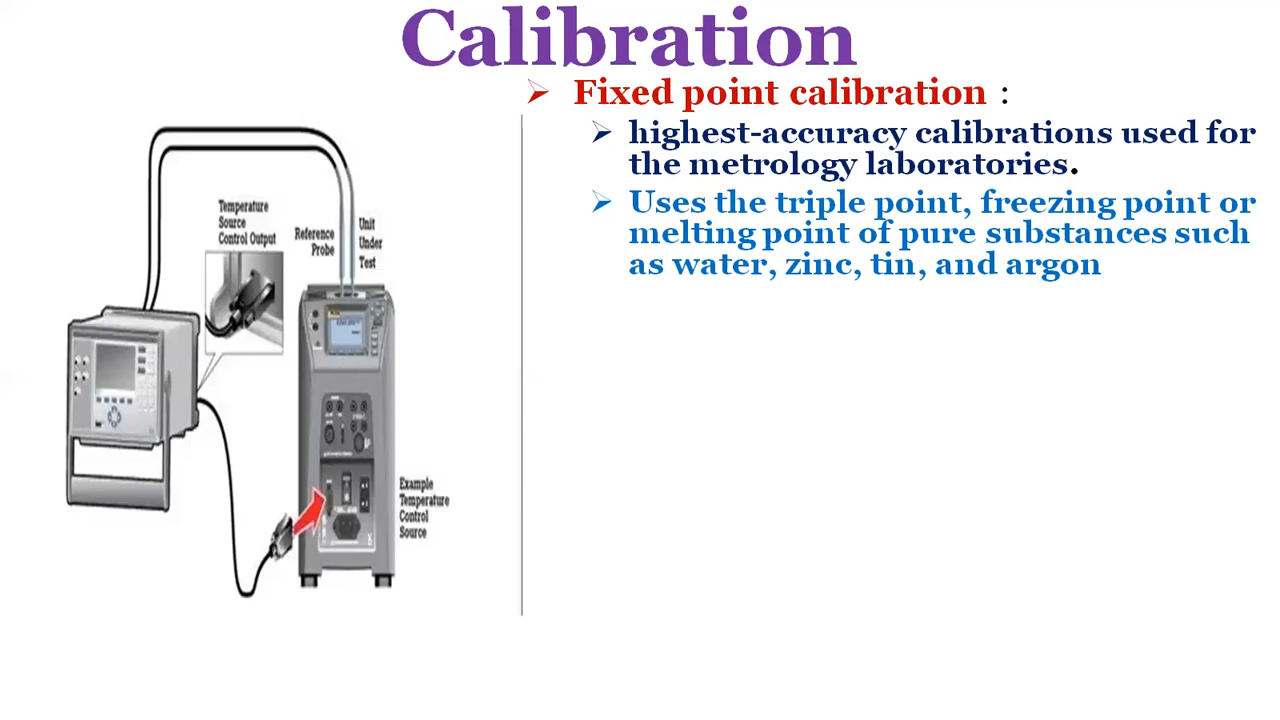 Calibration
Fixed point calibration :
highest-accuracy calibrations used for
the metrology laboratories.
Uses the triple point, freezing point or
melting point of pure substances such
as water, zinc, tin, and argon
Temperature
Source
Control Output
Reference
Probe
Unit
Under
Test
Example
Temperature
Control
Source